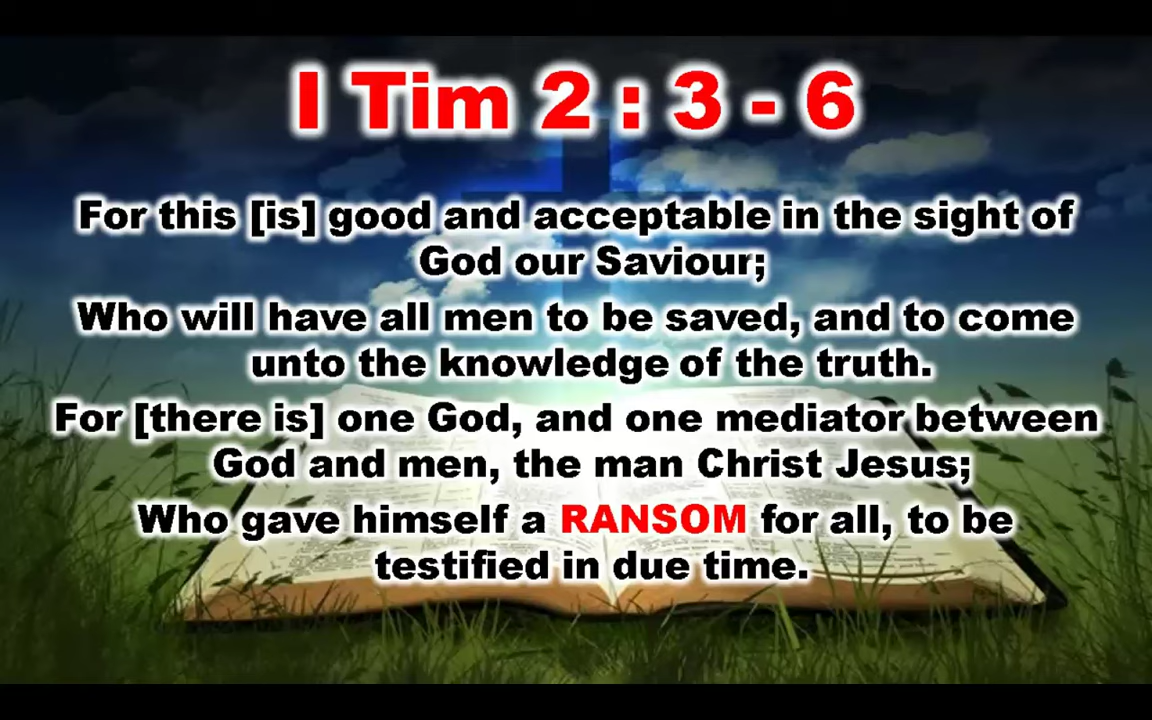 I Tim 2 : 3 - 6
For this [is] good and acceptable in the sight of
God our Saviour;
Who will have all men to be saved, and to come
unto the knowledge of the truth.
For [there is] one God, and one mediator between
God and men, the man Christ Jesus;
Who gave himself a RANSOM for all, to be
testified in due time.